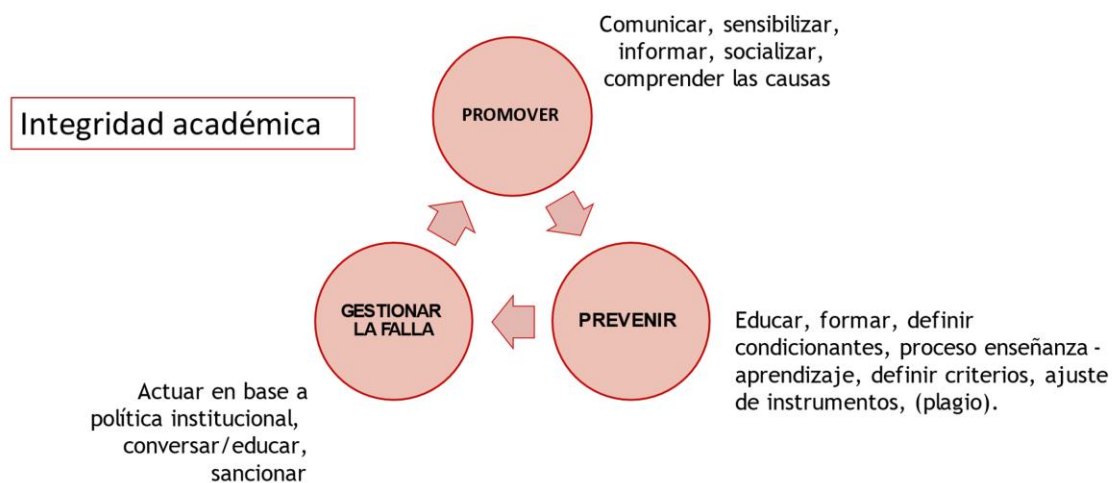 Integridad académica
PROMOVER
Comunicar, sensibilizar,
informar, socializar,
comprender las causas
PREVENIR
Educar, formar, definir
condicionantes, proceso enseñanza -
aprendizaje, definir criterios, ajuste
de instrumentos, (plagio).
GESTIONAR
LA FALLA
Actuar en base a
política institucional,
conversar/educar,
sancionar